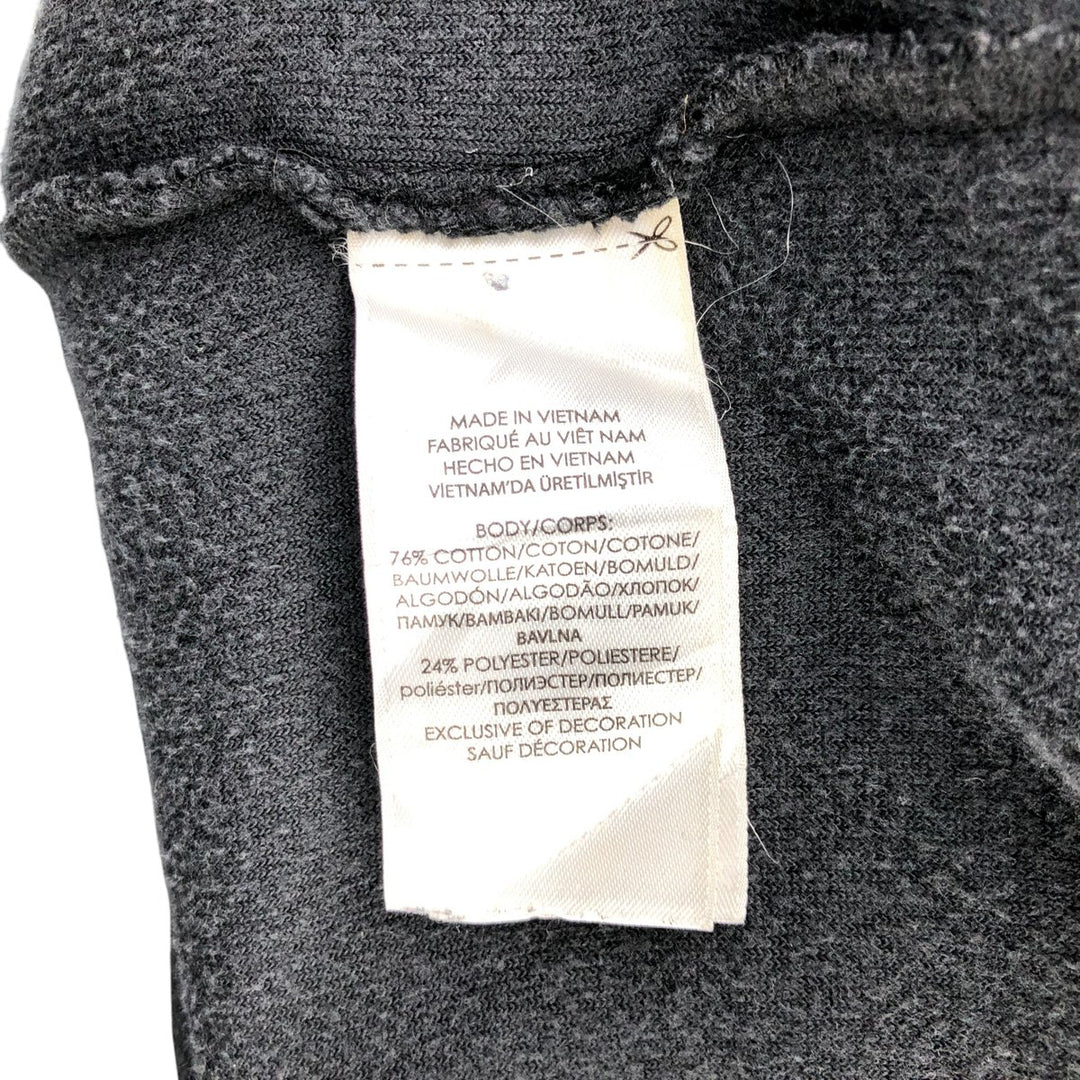 MADE IN VIETNAM
FABRIQUÉ AU VIÊT NAM
HECHO EN VIETNAM
VİETNAM'DA ÜRETİLMİŞTİR
BODY/CORPS:
76% COTTON/COTON/COTONE/
BAUMWOLLE/KATOEN/BOMULD/
ALGODÓN/ALGODÃO/ХЛОПОК/
ПАМУК/BAMBAKI/BOMULL/PAMUK/
BAVLNA
24% POLYESTER/POLIESTERE/
poliéster/ПОЛИЭСТЕР/ПОЛИЕСТЕР/
ΠΟΛΥΕΣΤΕΡΑΣ
EXCLUSIVE OF DECORATION
SAUF DÉCORATION